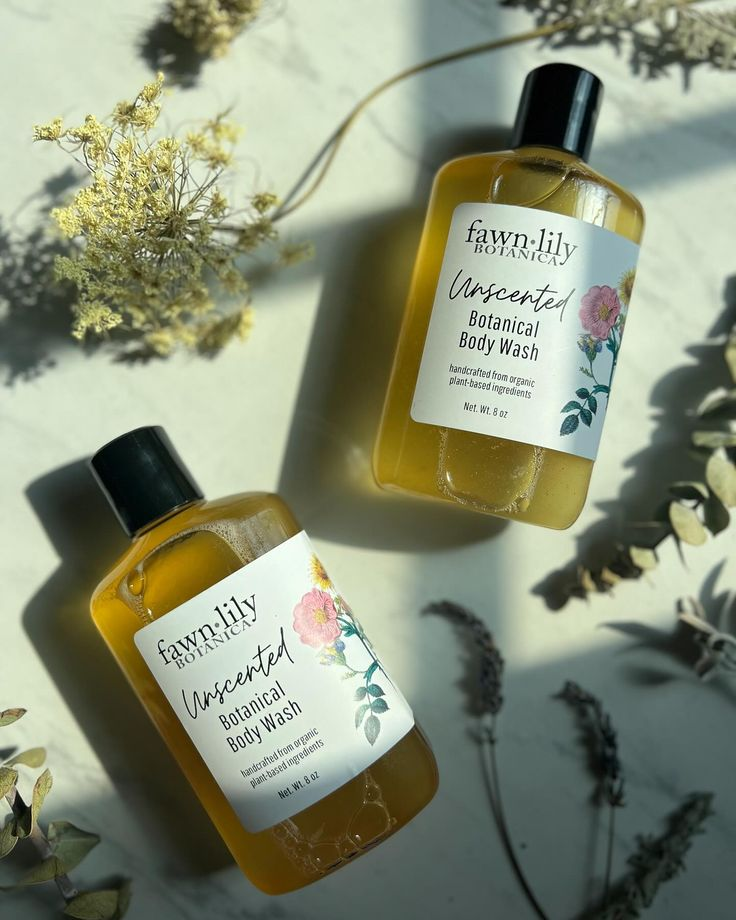 fawn·lily
BOTANICA
Unscented
Botanical
Body Wash
handcrafted from organic
plant-based ingredients
Net. Wt. 8 oz
fawn·lily
BOTANICA
Unscented
Botanical
Body Wash
handcrafted from organic
plant-based ingredients
Net. Wt. 8 oz